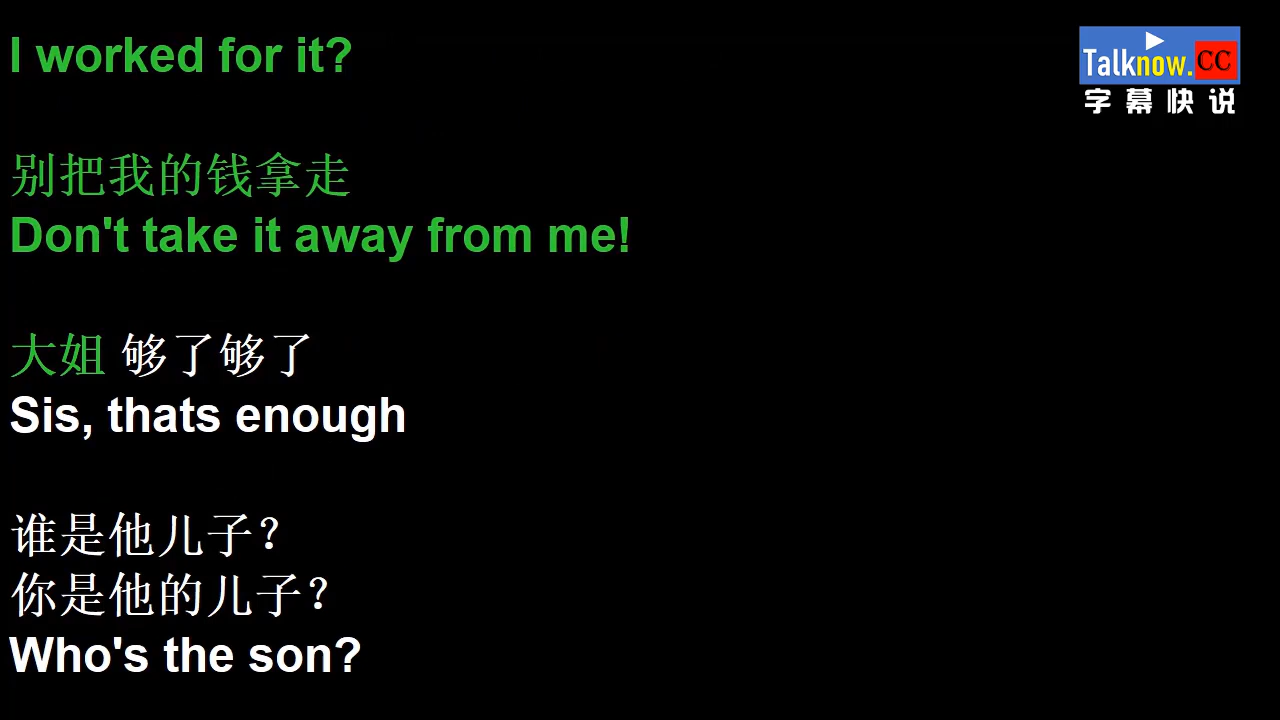 I worked for it?
Talknow.CC
字幕快说
别把我的钱拿走
Don't take it away from me!
大姐 够了够了
Sis, thats enough
谁是他儿子?
你是他的儿子?
Who's the son?